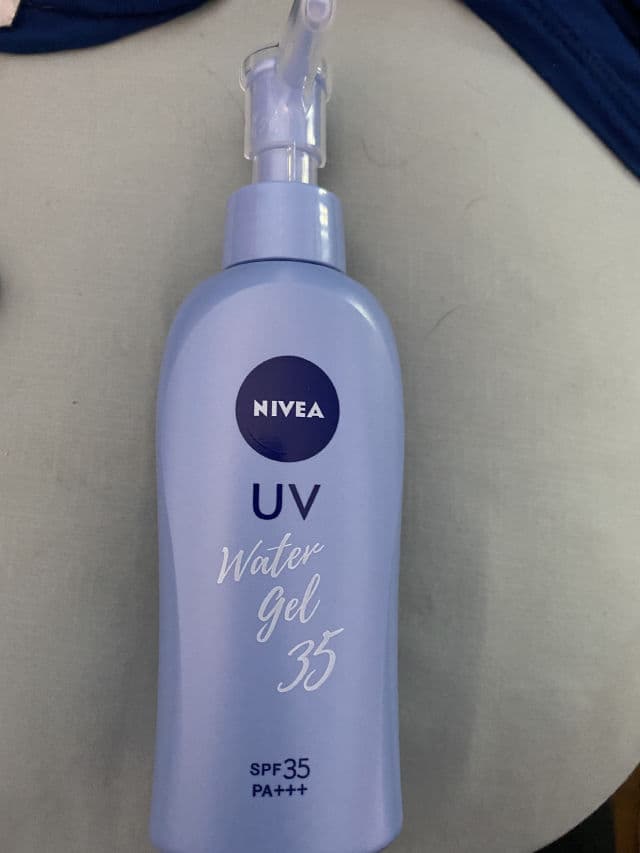 NIVEA
UV
Water
Gel
35
SPF35
PA+++